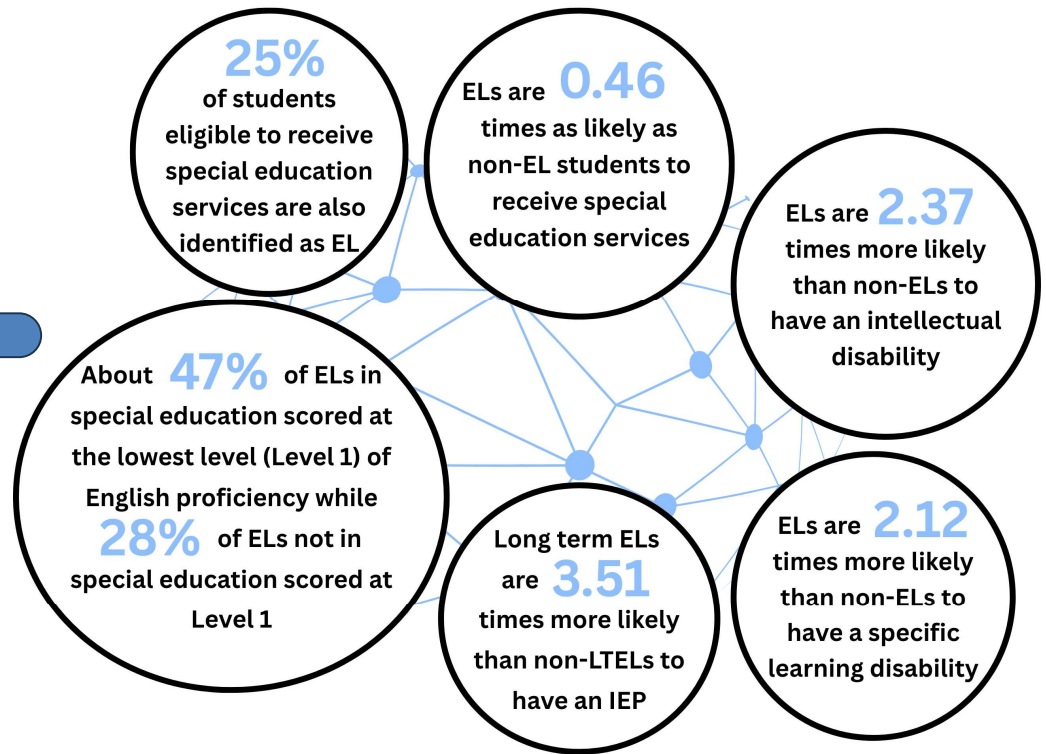 25%
of students
eligible to receive
special education
services are also
identified as EL
ELs are 0.46
times as likely as
non-EL students to
receive special
education services
ELs are 2.37
times more likely
than non-ELs to
have an intellectual
disability
About 47% of ELs in
special education scored at
the lowest level (Level 1) of
English proficiency while
28% of ELs not in
special education scored at
Level 1
Long term ELs
are 3.51
times more likely
than non-LTELs to
have an IEP
ELs are 2.12
times more likely
than non-ELs to
have a specific
learning disability